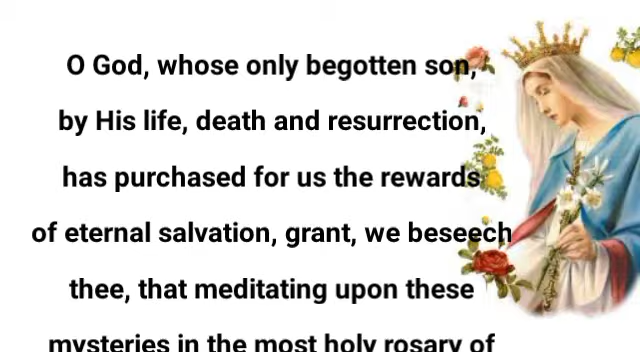 O God, whose only begotten son,
by His life, death and resurrection,
has purchased for us the rewards
of eternal salvation, grant, we beseech
thee, that meditating upon these
mysteries in the most holy rosary of